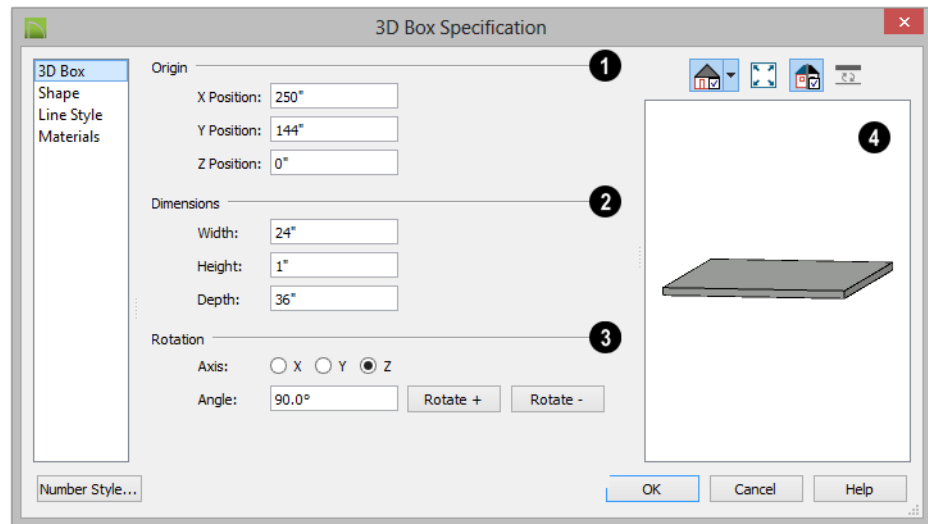 3D Box Specification
3D Box
Shape
Line Style
Materials
Origin 1
X Position: 250"
Y Position: 144"
Z Position: 0"
Dimensions 2
Width: 24"
Height: 1"
Depth: 36"
Rotation 3
Axis: X Y Z
Angle: 90.0° Rotate + Rotate -
4
Number Style... OK Cancel Help